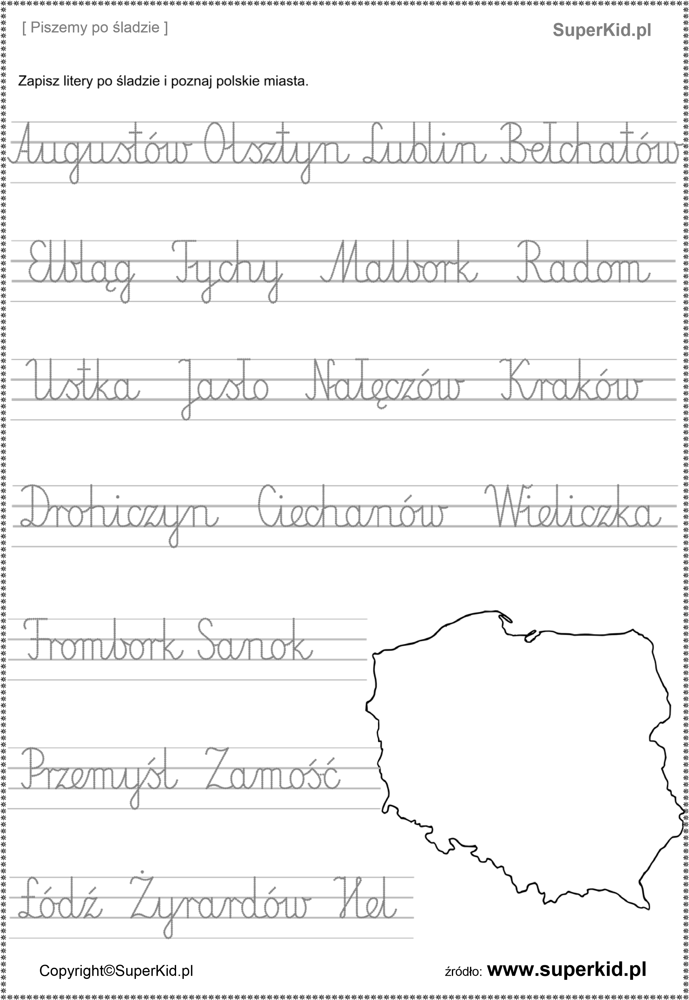 [ Piszemy po śladzie ] SuperKid.pl
Zapisz litery po śladzie i poznaj polskie miasta.
Augustów Olsztyn Lublin Bełchatów
Elbląg Tychy Malbork Radom
Ustka Jasło Nałęczów Kraków
Drohiczyn Ciechanów Wieliczka
Frombork Sanok
Przemyśl Zamość
Łódź Żyrardów Hel
Copyright©SuperKid.pl źródło: www.superkid.pl